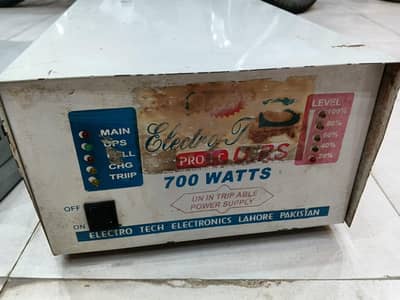 MAIN
UPS
CHG
TRIIP
Electro
PRO
UPS
700 WATTS
LEVEL
100%
80%
60%
40%
20%
OFF
ON
UN IN TRIP ABLE
POWER SUPPLY
ELECTRO TECH ELECTRONICS LAHORE PAKISTAN